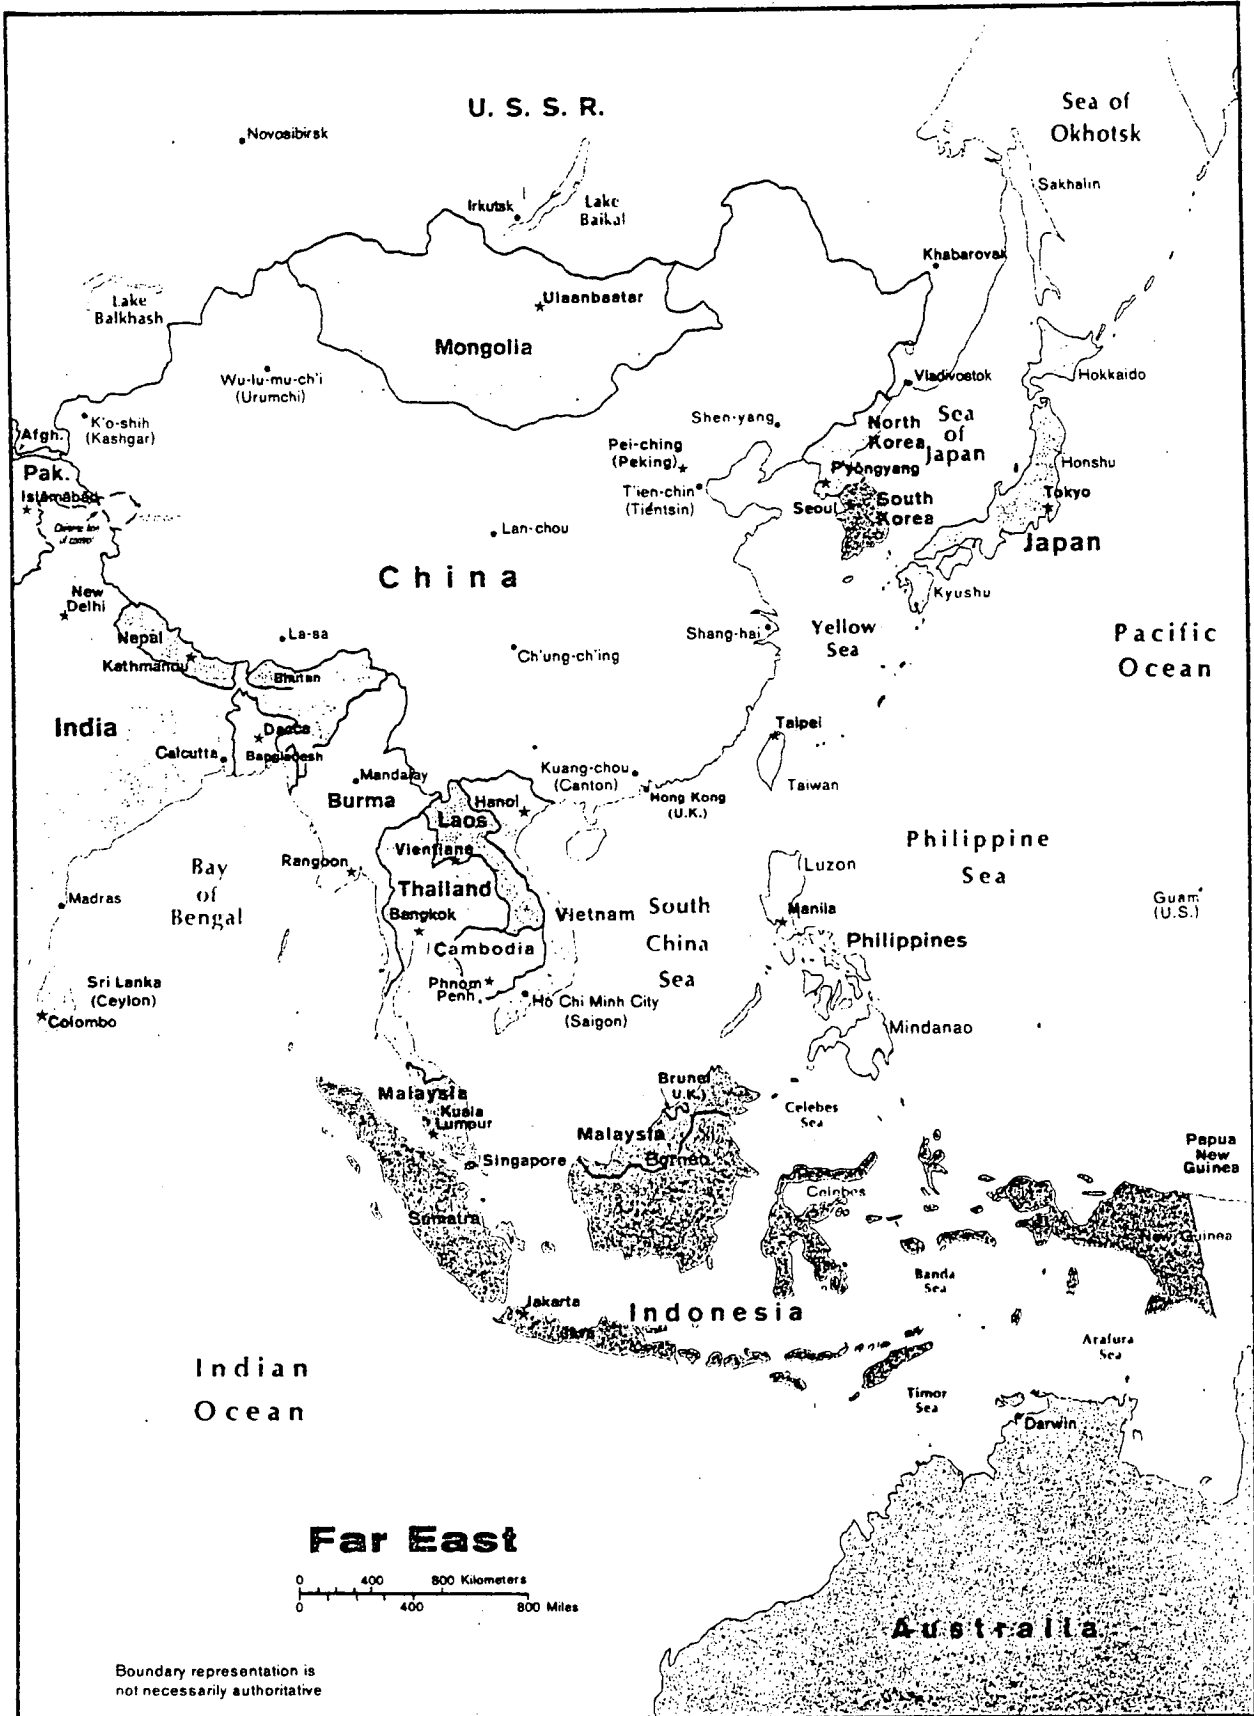 U. S. S. R.
Novosibirsk
Sea of
Okhotsk
Sakhalin
Irkutsk
Lake
Baikal
Khabarovsk
Lake
Balkhash
Ulaanbaatar
Mongolia
Wu-lu-mu-ch'i
(Urumchi)
Vladivostok
Hokkaido
K'o-shih
(Kashgar)
Afgh.
Shen-yang
North
Korea
Sea
of
Japan
Pei-ching
(Peking)
Pak.
Islamabad
P'yongyang
Honshu
T'ien-chin
(Tientsin)
Seoul
South
Korea
Tokyo
Lan-chou
Japan
China
New
Delhi
Kyushu
Nepal
La-sa
Shang-hai
Yellow
Sea
Pacific
Ocean
Kathmandu
Ch'ung-ch'ing
Bhutan
India
Dacca
Taipei
Calcutta
Bangladesh
Mandalay
Kuang-chou
(Canton)
Taiwan
Burma
Hanoi
Hong Kong
(U.K.)
Laos
Philippine
Sea
Vientiane
Rangoon
Bay
of
Bengal
Luzon
Thailand
Madras
Guam
(U.S.)
Bangkok
Vietnam
South
China
Sea
Manila
Cambodia
Philippines
Sri Lanka
(Ceylon)
Phnom
Penh
Ho Chi Minh City
(Saigon)
Colombo
Mindanao
Brunei
(U.K.)
Malaysia
Kuala
Lumpur
Celebes
Sea
Malaysia
Papua
New
Guinea
Singapore
Borneo
Celebes
Sumatra
New Guinea
Banda
Sea
Jakarta
Indonesia
Java
Arafura
Sea
Indian
Ocean
Timor
Sea
Darwin
Far East
0 400 800 Kilometers
0 400 800 Miles
Australia
Boundary representation is
not necessarily authoritative